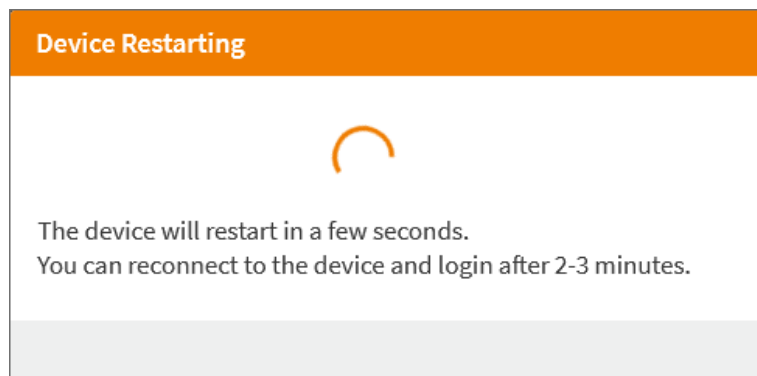 Device Restarting
The device will restart in a few seconds.
You can reconnect to the device and login after 2-3 minutes.